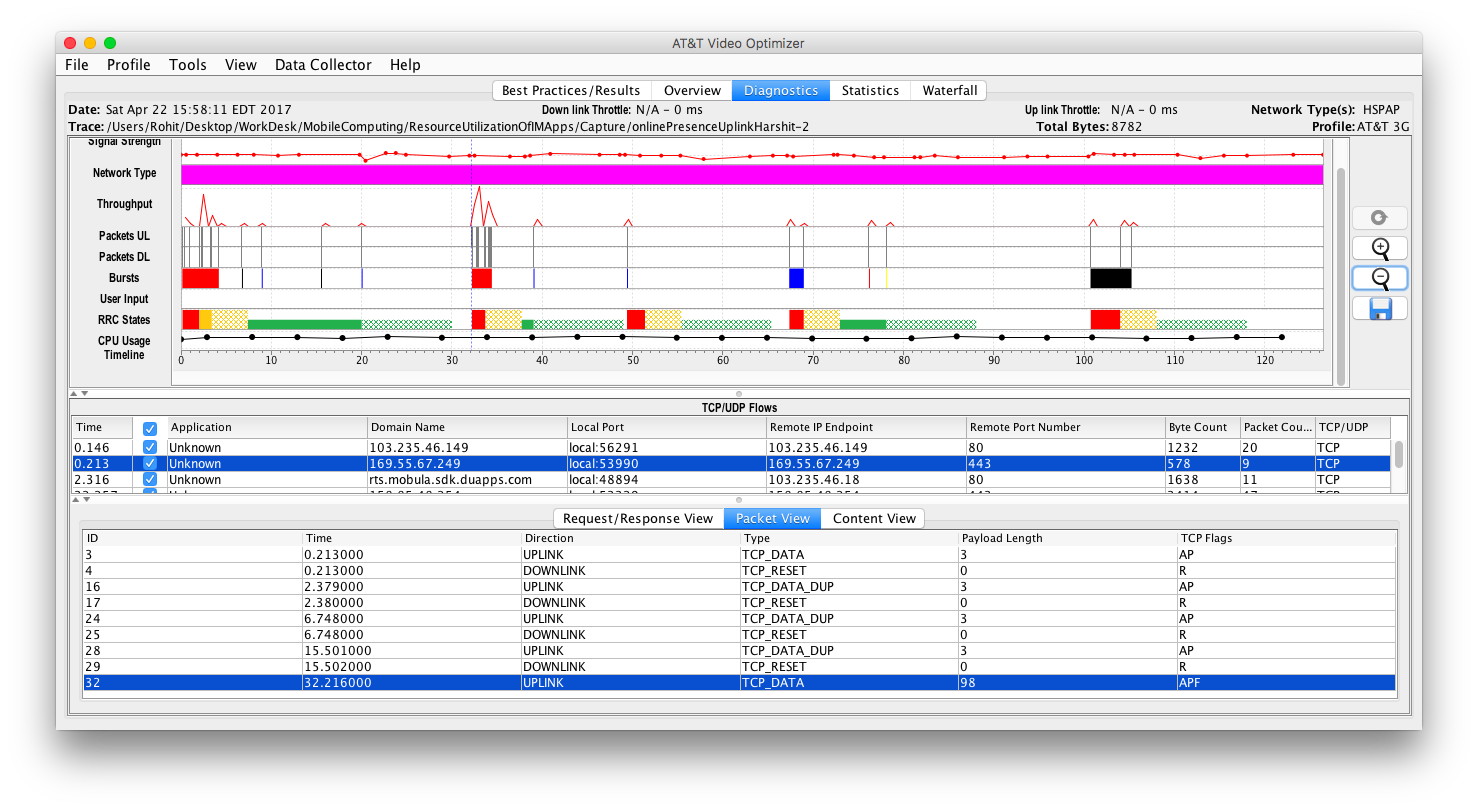 AT&T Video Optimizer
File Profile Tools View Data Collector Help
Best Practices/Results Overview Diagnostics Statistics Waterfall
Date: Sat Apr 22 15:58:11 EDT 2017 Down link Throttle: N/A - 0 ms Up link Throttle: N/A - 0 ms Network Type(s): HSPAP
Trace: /Users/Rohit/Desktop/WorkDesk/MobileComputing/ResourceUtilizationOfIMApps/Capture/onlinePresenceUplinkHarshit-2 Total Bytes: 8782 Profile: AT&T 3G
Signal Strength
Network Type
Throughput
Packets UL
Packets DL
Bursts
User Input
RRC States
CPU Usage
Timeline
0 10 20 30 40 50 60 70 80 90 100 110 120
TCP/UDP Flows
Time Application Domain Name Local Port Remote IP Endpoint Remote Port Number Byte Count Packet Cou... TCP/UDP
0.146 Unknown 103.235.46.149 local:56291 103.235.46.149 80 1232 20 TCP
0.213 Unknown 169.55.67.249 local:53990 169.55.67.249 443 578 9 TCP
2.316 Unknown rts.mobula.sdk.duapps.com local:48894 103.235.46.18 80 1638 11 TCP
Request/Response View Packet View Content View
ID Time Direction Type Payload Length TCP Flags
3 0.213000 UPLINK TCP_DATA 3 AP
4 0.213000 DOWNLINK TCP_RESET 0 R
16 2.379000 UPLINK TCP_DATA_DUP 3 AP
17 2.380000 DOWNLINK TCP_RESET 0 R
24 6.748000 UPLINK TCP_DATA_DUP 3 AP
25 6.748000 DOWNLINK TCP_RESET 0 R
28 15.501000 UPLINK TCP_DATA_DUP 3 AP
29 15.502000 DOWNLINK TCP_RESET 0 R
32 32.216000 UPLINK TCP_DATA 98 APF